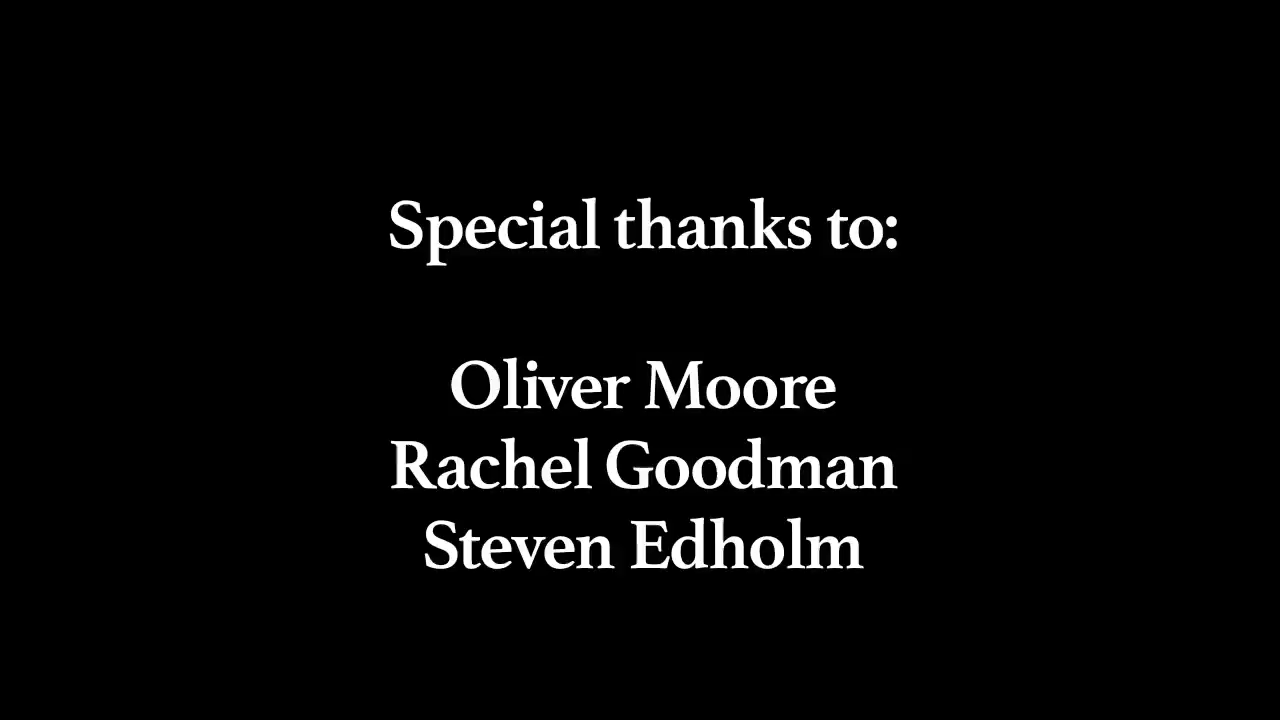 Special thanks to:
Oliver Moore
Rachel Goodman
Steven Edholm